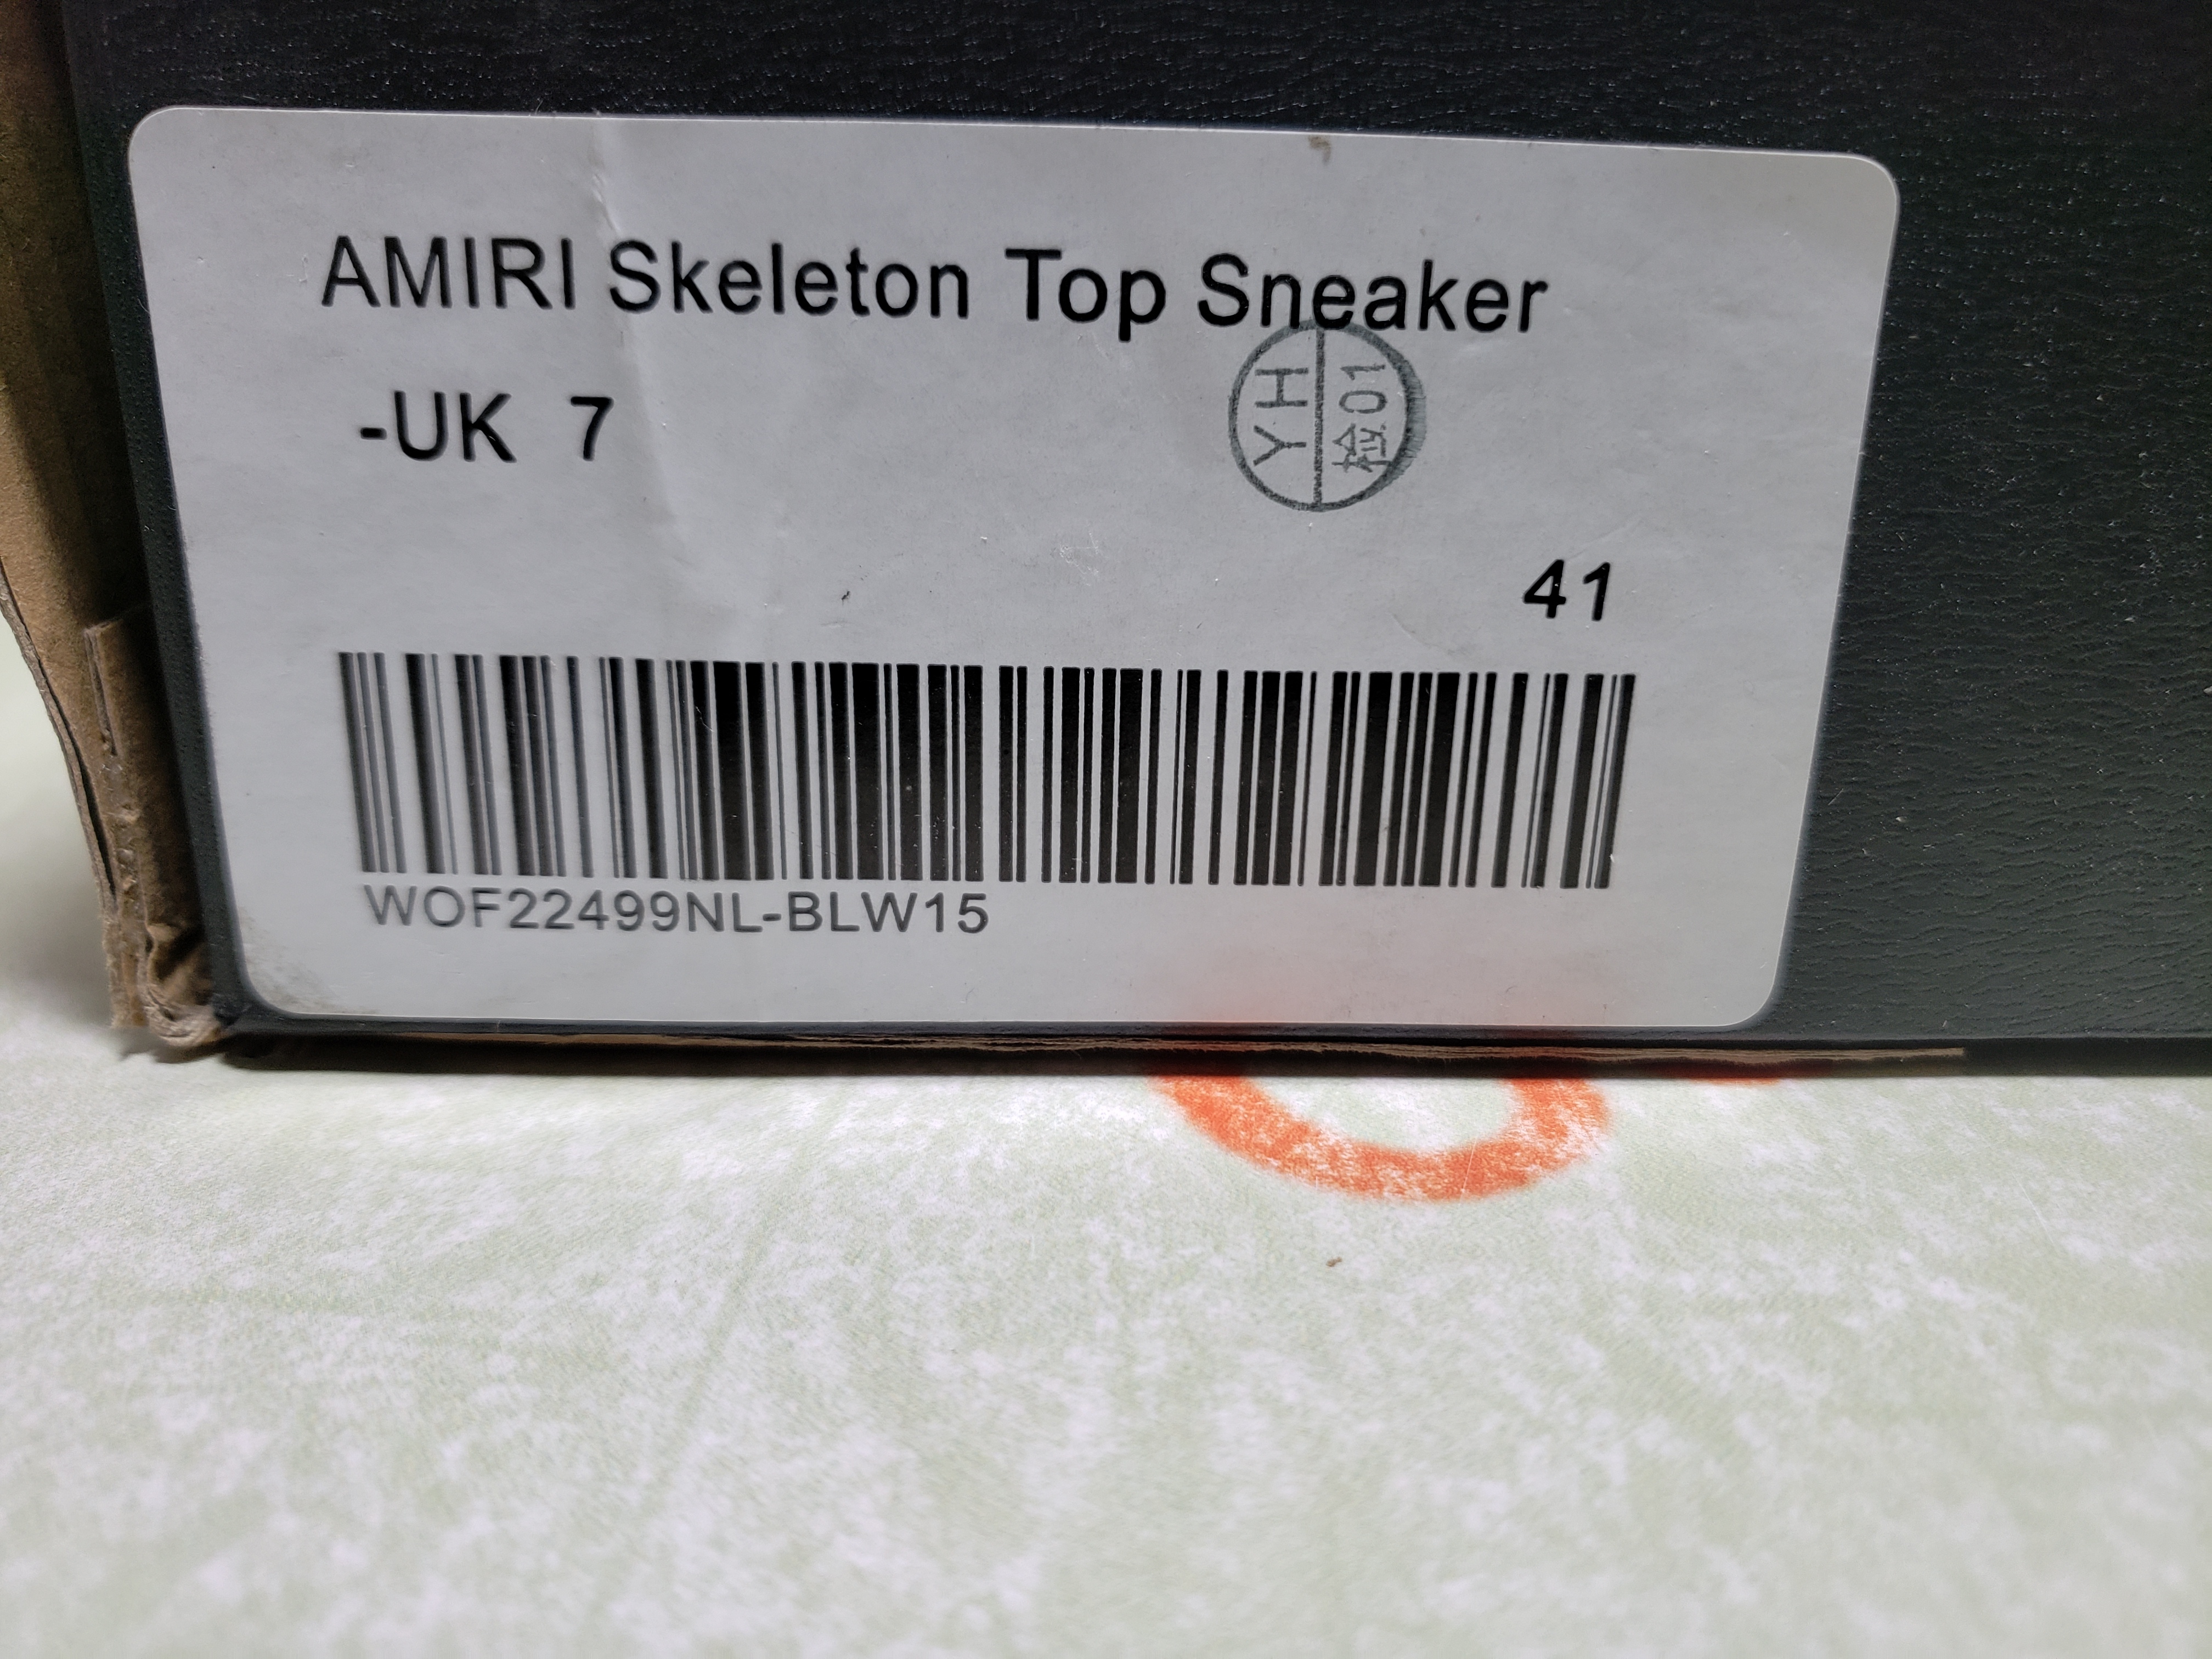 AMIRI Skeleton Top Sneaker
-UK 7
YH
检01
41
WOF22499NL-BLW15